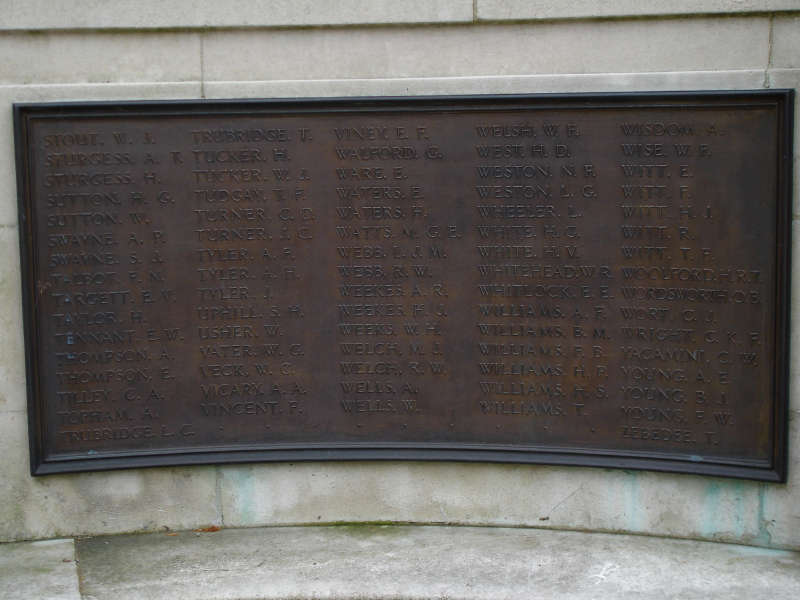 STOUT. W. J.
STURGESS. A. T.
STURGESS. H.
SUTTON. H. G.
SUTTON. W.
SWAYNE. A. P.
SWAYNE. S. J.
TALBOT. F. N.
TARGETT. E. V.
TAYLOR. H.
TENNANT. E. W.
THOMPSON. A.
THOMPSON. E.
TILLEY. C. A.
TOPHAM. A.
TRUBRIDGE. L. C.
TRUBRIDGE. T.
TUCKER. H.
TUCKER. W. J.
TUDGAY. T. F.
TURNER. C. D.
TURNER. J. C.
TYLER. A. F.
TYLER. A. H.
TYLER. J.
UPHILL. S. H.
USHER. W.
VATER. W. G.
VECK. W. G.
VICARY. A. A.
VINCENT. F.
VINEY. E. F.
WALFORD. G.
WARE. E.
WATERS. E.
WATERS. H.
WATTS. M. G. E.
WEBB. L. J. M.
WEBB. R. W.
WEEKES. A. R.
WEEKES. H. J.
WEEKS. W. H.
WELCH. M. J.
WELCH. R. W.
WELLS. A.
WELLS. W.
WELSH. W. F.
WEST. H. D.
WESTON. N. F.
WESTON. L. G.
WHEELER. L.
WHITE. H. G.
WHITE. H. V.
WHITEHEAD. W. R.
WHITLOCK. E. E.
WILLIAMS. A. F.
WILLIAMS. B. M.
WILLIAMS. F. B.
WILLIAMS. H. P.
WILLIAMS. H. S.
WILLIAMS. T.
WISDOM. A.
WISE. W. F.
WITT. E.
WITT. F.
WITT. H. J.
WITT. R.
WITT. T. F.
WOOLFORD. H. R. T.
WORDSWORTH. O. B.
WORT. C. J.
WRIGHT. C. K. F.
YACAMINI. C. W.
YOUNG. A. E.
YOUNG. B. J.
YOUNG. F. W.
ZEBEDEE. T.